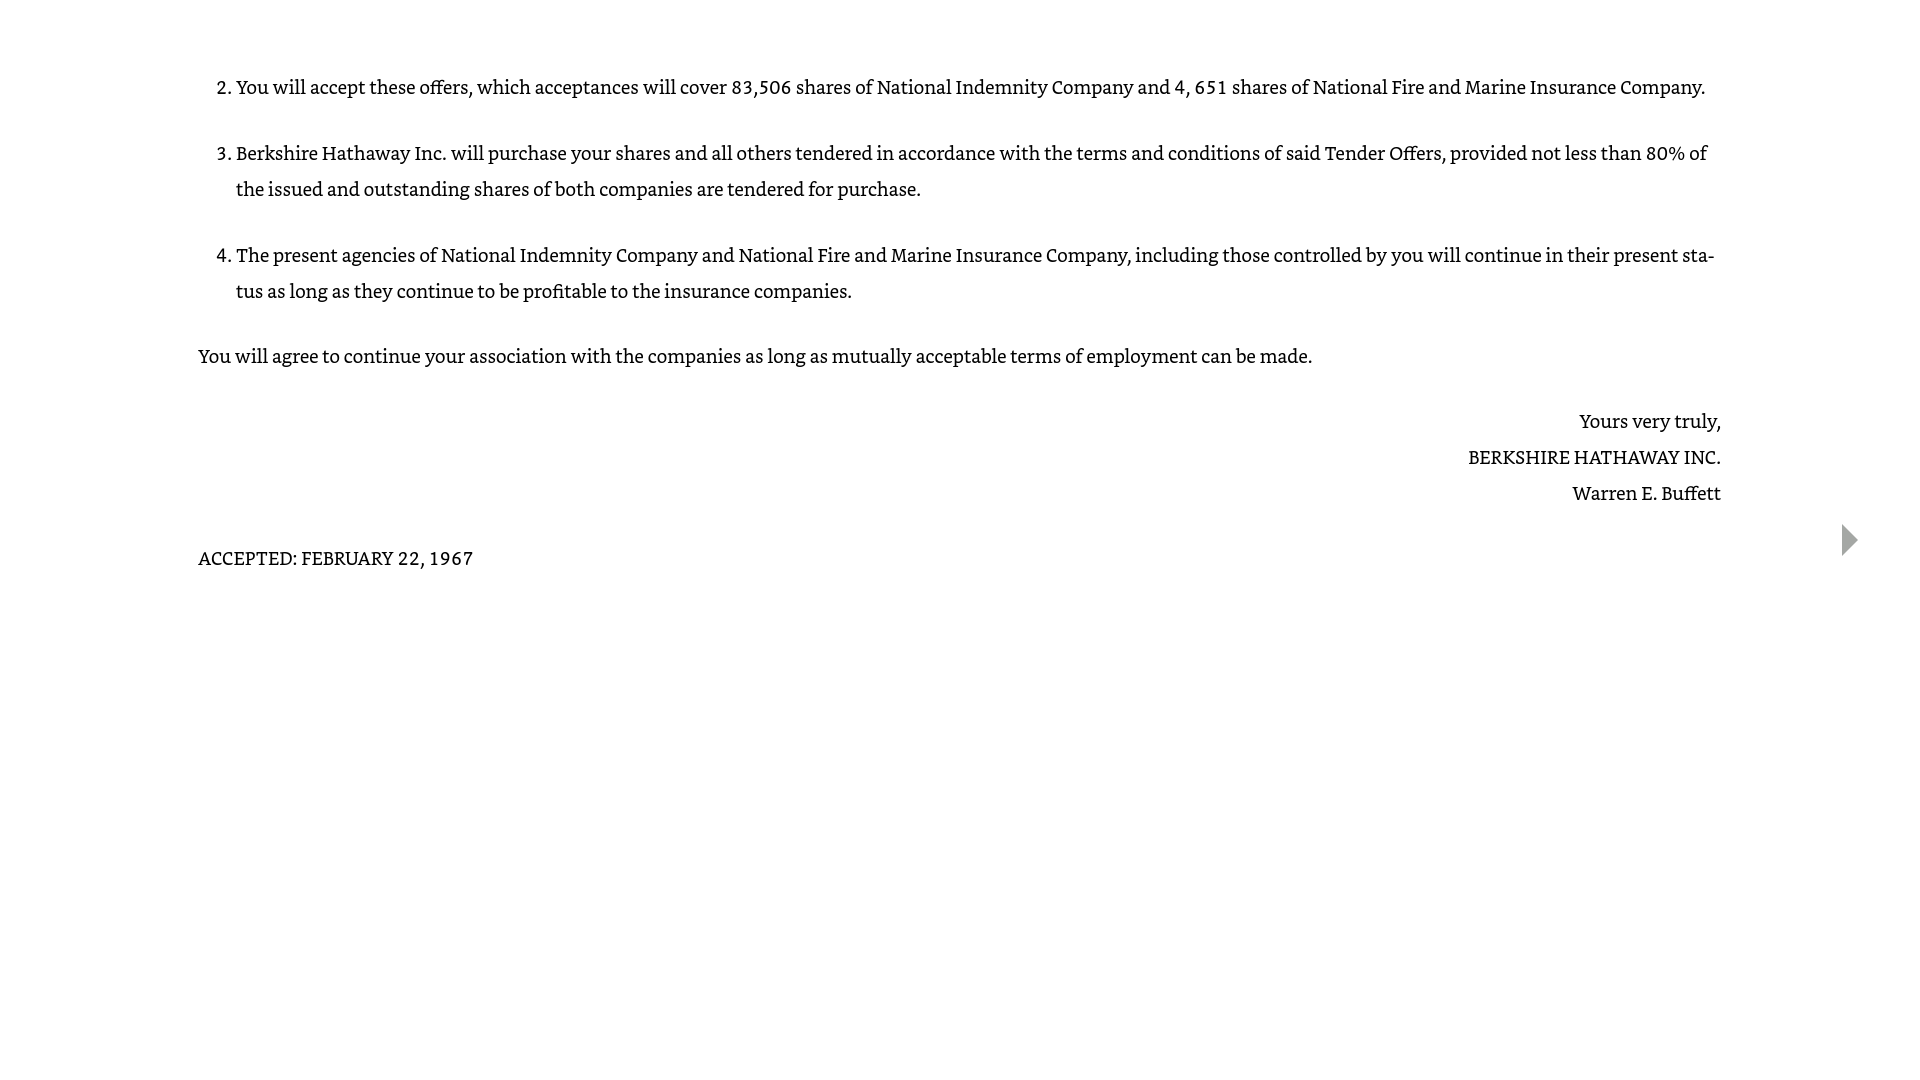 2. You will accept these offers, which acceptances will cover 83,506 shares of National Indemnity Company and 4, 651 shares of National Fire and Marine Insurance Company.
3. Berkshire Hathaway Inc. will purchase your shares and all others tendered in accordance with the terms and conditions of said Tender Offers, provided not less than 80% of
the issued and outstanding shares of both companies are tendered for purchase.
4. The present agencies of National Indemnity Company and National Fire and Marine Insurance Company, including those controlled by you will continue in their present sta-
tus as long as they continue to be profitable to the insurance companies.
You will agree to continue your association with the companies as long as mutually acceptable terms of employment can be made.
Yours very truly,
BERKSHIRE HATHAWAY INC.
Warren E. Buffett
ACCEPTED: FEBRUARY 22, 1967